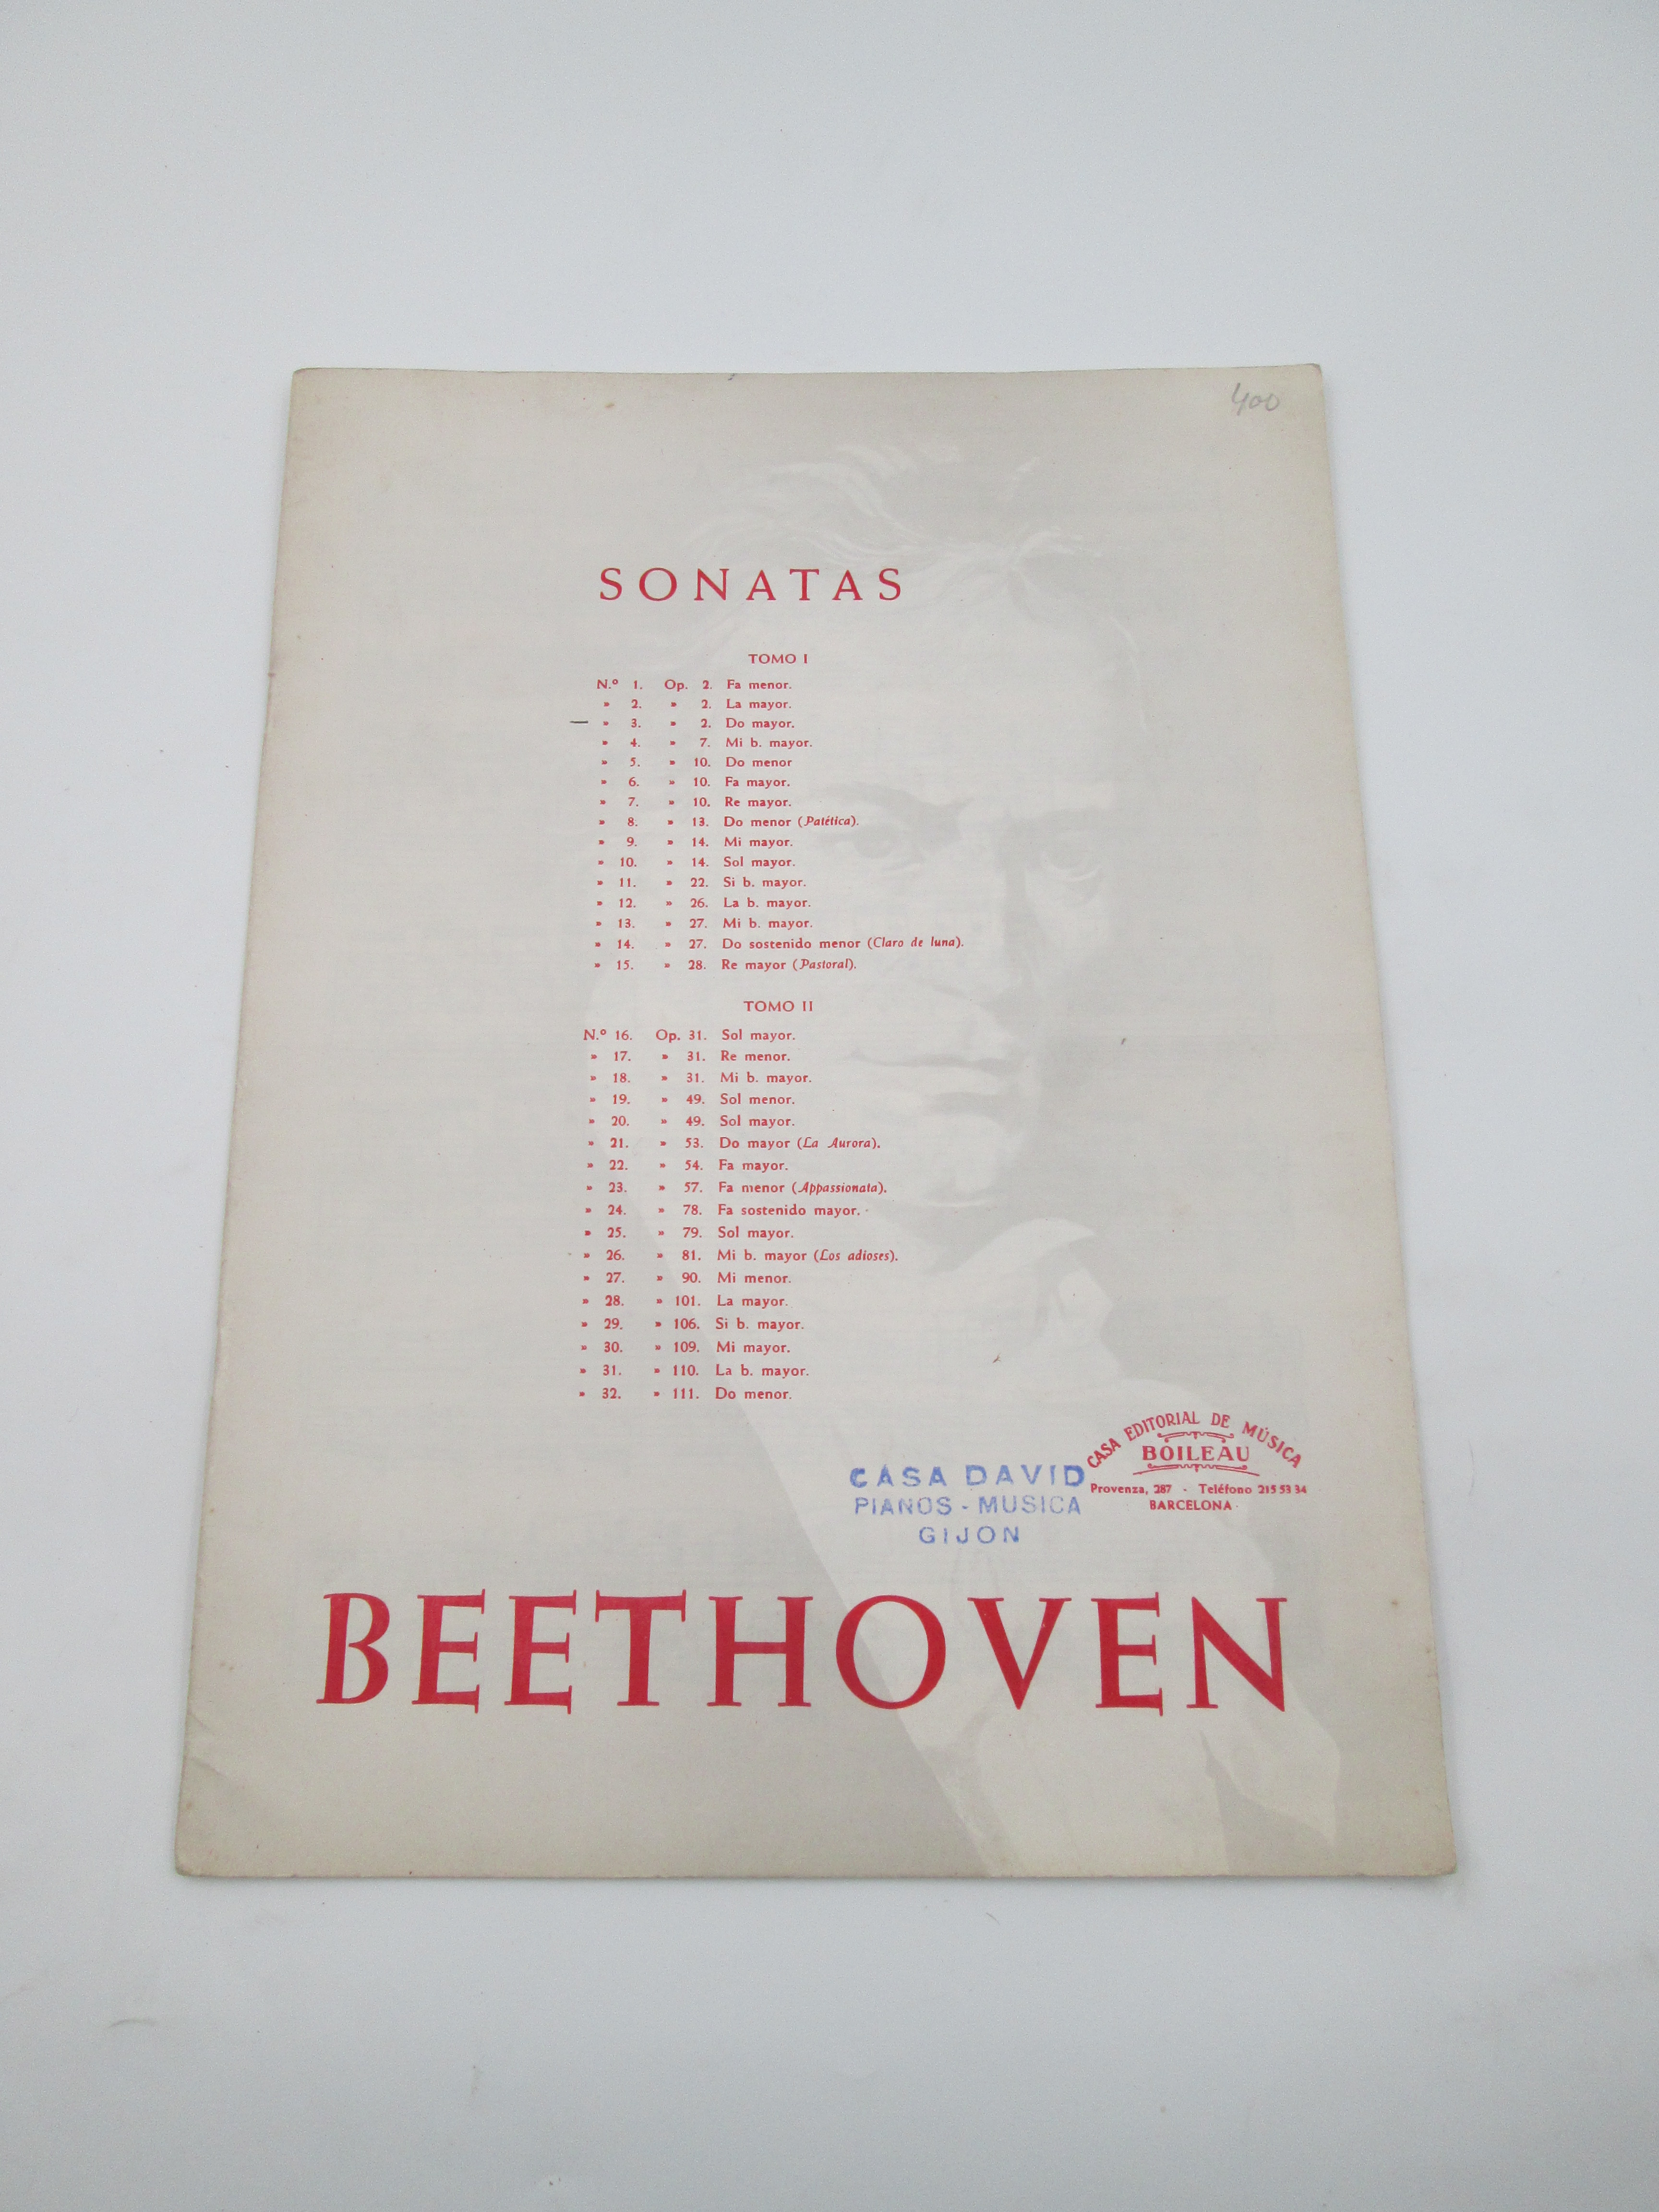 400
SONATAS
TOMO I
N.º 1. Op. 2. Fa menor.
» 2. » 2. La mayor.
— » 3. » 2. Do mayor.
» 4. » 7. Mi b. mayor.
» 5. » 10. Do menor
» 6. » 10. Fa mayor.
» 7. » 10. Re mayor.
» 8. » 13. Do menor (Patética).
» 9. » 14. Mi mayor.
» 10. » 14. Sol mayor.
» 11. » 22. Si b. mayor.
» 12. » 26. La b. mayor.
» 13. » 27. Mi b. mayor.
» 14. » 27. Do sostenido menor (Claro de luna).
» 15. » 28. Re mayor (Pastoral).
TOMO II
N.º 16. Op. 31. Sol mayor.
» 17. » 31. Re menor.
» 18. » 31. Mi b. mayor.
» 19. » 49. Sol menor.
» 20. » 49. Sol mayor.
» 21. » 53. Do mayor (La Aurora).
» 22. » 54. Fa mayor.
» 23. » 57. Fa menor (Appassionata).
» 24. » 78. Fa sostenido mayor.
» 25. » 79. Sol mayor.
» 26. » 81. Mi b. mayor (Los adioses).
» 27. » 90. Mi menor.
» 28. » 101. La mayor.
» 29. » 106. Si b. mayor.
» 30. » 109. Mi mayor.
» 31. » 110. La b. mayor.
» 32. » 111. Do menor.
CASA EDITORIAL DE MÚSICA
BOILEAU
Provenza, 287 - Teléfono 215 53 34
BARCELONA
CASA DAVID
PIANOS - MUSICA
GIJON
BEETHOVEN